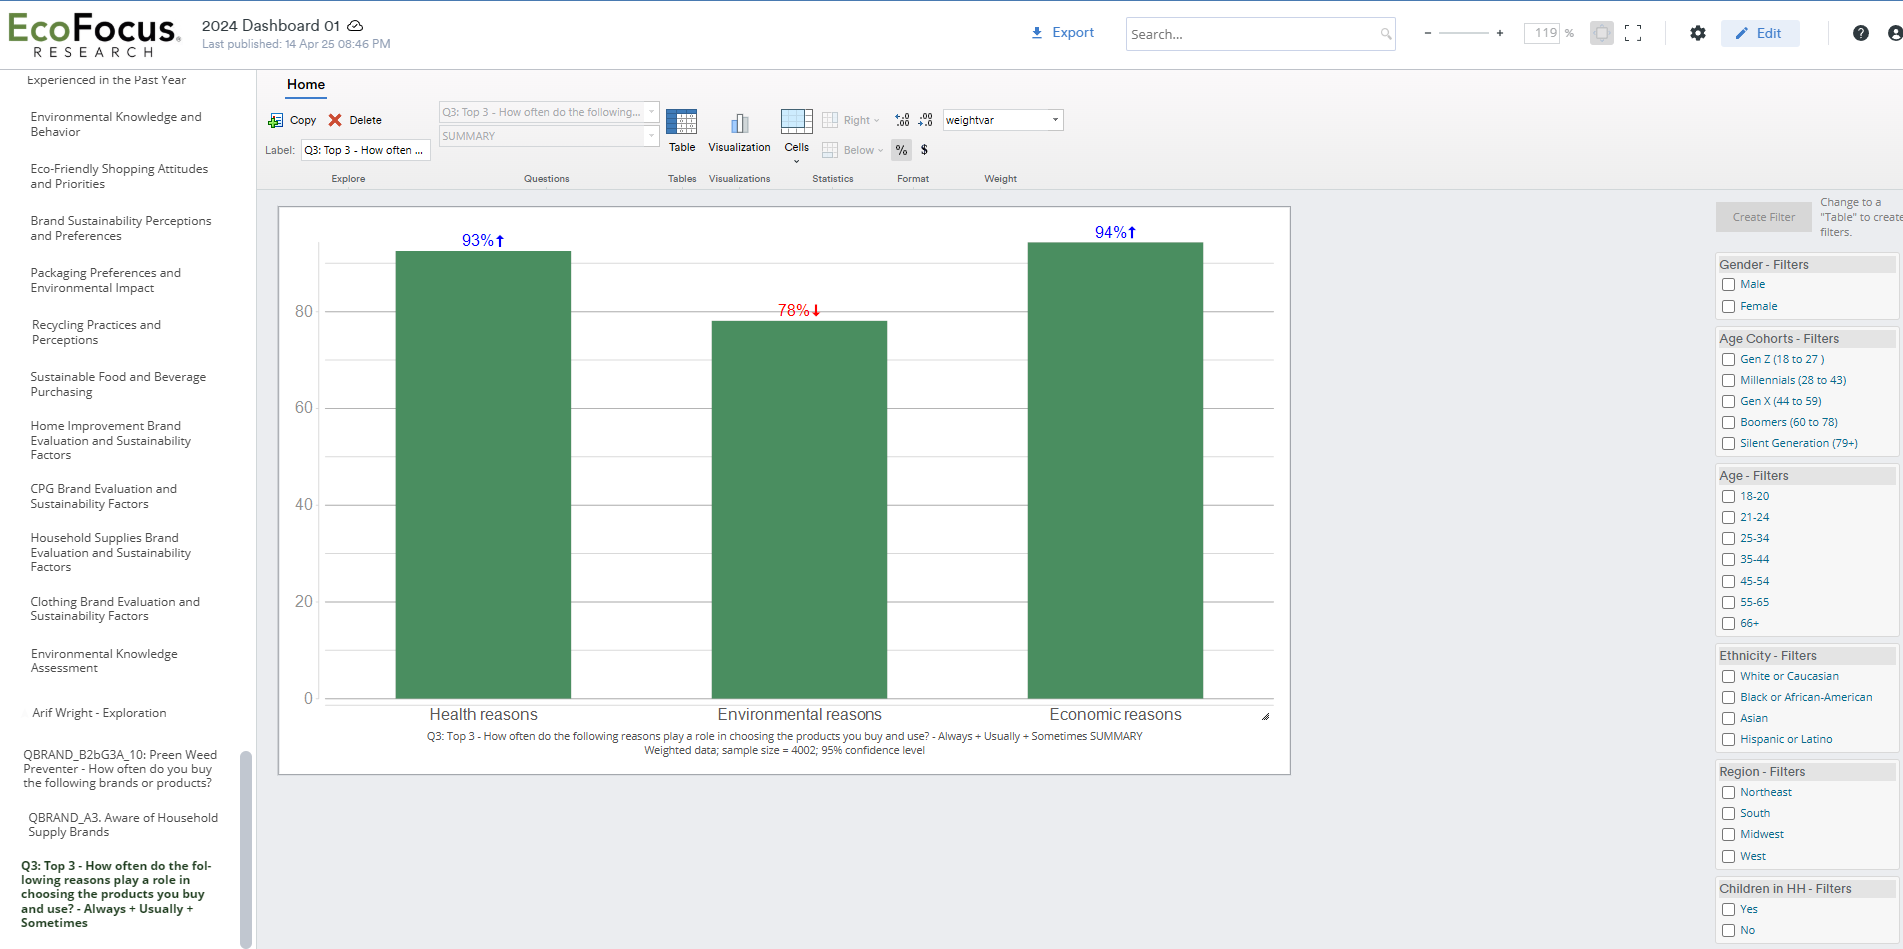 EcoFocus
RESEARCH
2024 Dashboard 01
Last published: 14 Apr 25 08:46 PM
Export
Search...
119 %
Edit
Experienced in the Past Year
Environmental Knowledge and
Behavior
Eco-Friendly Shopping Attitudes
and Priorities
Brand Sustainability Perceptions
and Preferences
Packaging Preferences and
Environmental Impact
Recycling Practices and
Perceptions
Sustainable Food and Beverage
Purchasing
Home Improvement Brand
Evaluation and Sustainability
Factors
CPG Brand Evaluation and
Sustainability Factors
Household Supplies Brand
Evaluation and Sustainability
Factors
Clothing Brand Evaluation and
Sustainability Factors
Environmental Knowledge
Assessment
Arif Wright - Exploration
QBRAND_B2bG3A_10: Preen Weed
Preventer - How often do you buy
the following brands or products?
QBRAND_A3. Aware of Household
Supply Brands
Q3: Top 3 - How often do the fol-
lowing reasons play a role in
choosing the products you buy
and use? - Always + Usually +
Sometimes
Home
Copy
Delete
Label:
Q3: Top 3 - How often ...
Explore
Q3: Top 3 - How often do the following...
SUMMARY
Questions
Table
Tables
Visualization
Visualizations
Cells
Right
Below
Statistics
+.0
.00
.00
+.0
%
$
Format
weightvar
Weight
93%↑
78%↓
94%↑
80
60
40
20
0
Health reasons
Environmental reasons
Economic reasons
Q3: Top 3 - How often do the following reasons play a role in choosing the products you buy and use? - Always + Usually + Sometimes SUMMARY
Weighted data; sample size = 4002; 95% confidence level
Create Filter
Change to a
"Table" to create
filters.
Gender - Filters
Male
Female
Age Cohorts - Filters
Gen Z (18 to 27 )
Millennials (28 to 43)
Gen X (44 to 59)
Boomers (60 to 78)
Silent Generation (79+)
Age - Filters
18-20
21-24
25-34
35-44
45-54
55-65
66+
Ethnicity - Filters
White or Caucasian
Black or African-American
Asian
Hispanic or Latino
Region - Filters
Northeast
South
Midwest
West
Children in HH - Filters
Yes
No